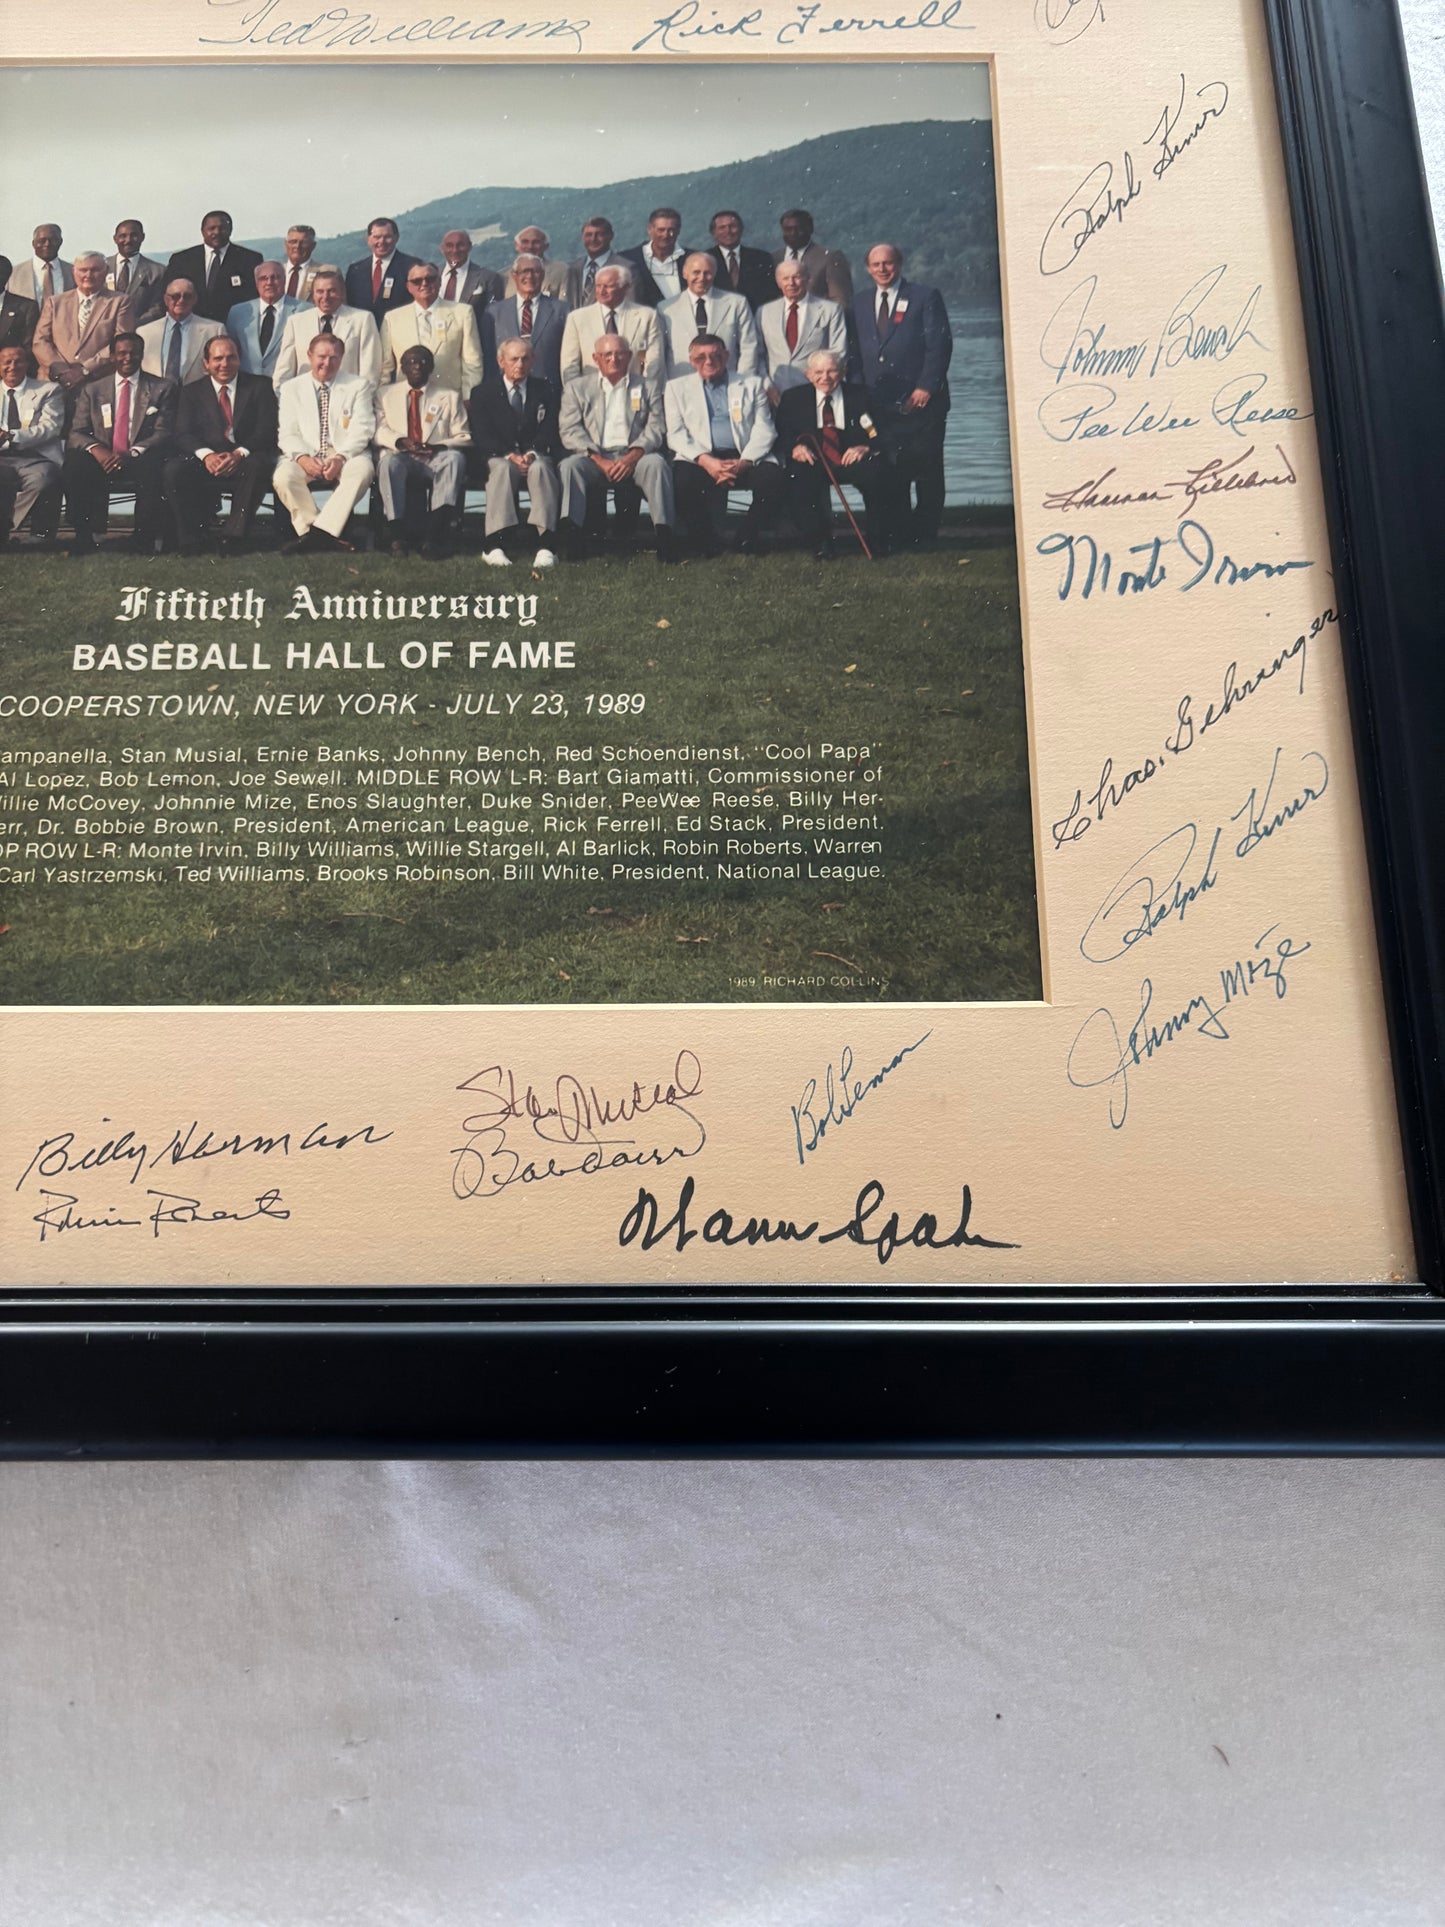 Ted Williams Rick Ferrell
Ralph Kiner
Johnny Bench
Pee Wee Reese
Harmon Killebrew
Monte Irvin
Chas. Gehringer
Ralph Kiner
Johnny Mize
Fiftieth Anniversary
BASEBALL HALL OF FAME
COOPERSTOWN, NEW YORK - JULY 23, 1989
ampanella, Stan Musial, Ernie Banks, Johnny Bench, Red Schoendienst, "Cool Papa"
Al Lopez, Bob Lemon, Joe Sewell. MIDDLE ROW L-R: Bart Giamatti, Commissioner of
illie McCovey, Johnnie Mize, Enos Slaughter, Duke Snider, PeeWee Reese, Billy Her-
err, Dr. Bobbie Brown, President, American League, Rick Ferrell, Ed Stack, President.
OP ROW L-R: Monte Irvin, Billy Williams, Willie Stargell, Al Barlick, Robin Roberts, Warren
Carl Yastrzemski, Ted Williams, Brooks Robinson, Bill White, President, National League.
1989 RICHARD COLLINS
Stan Musial
Bob Lemon
Billy Herman
Bob Doerr
Robin Roberts
Warren Spahn